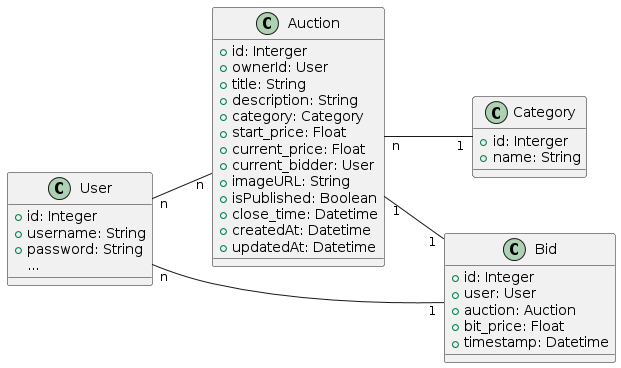 C Auction
id: Interger
ownerId: User
title: String
description: String
category: Category
start_price: Float
current_price: Float
current_bidder: User
imageURL: String
isPublished: Boolean
close_time: Datetime
createdAt: Datetime
updatedAt: Datetime
C Category
id: Interger
name: String
n
1
C User
id: Integer
username: String
password: String
...
n
n
1
1
n
1
C Bid
id: Integer
user: User
auction: Auction
bit_price: Float
timestamp: Datetime